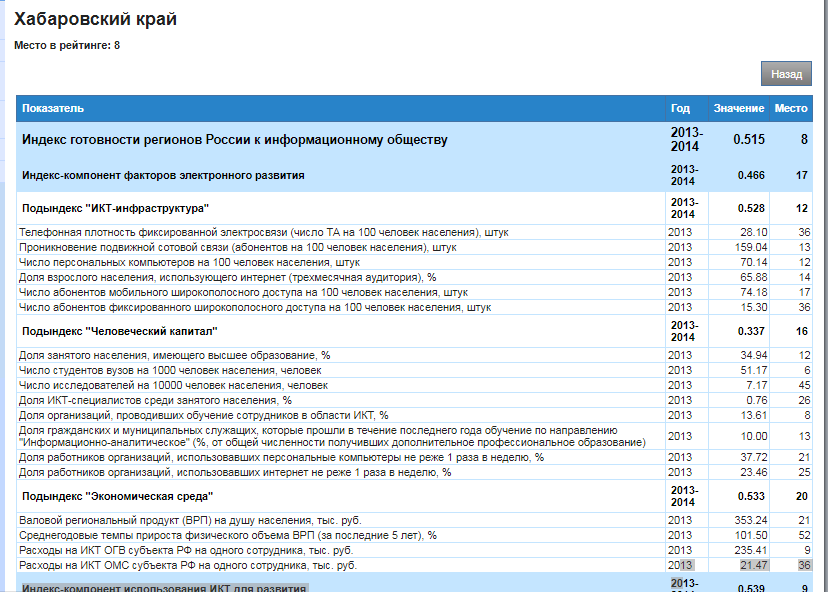 Хабаровский край
Место в рейтинге: 8
Назад
Показатель Год Значение Место
Индекс готовности регионов России к информационному обществу 2013-2014 0.515 8
Индекс-компонент факторов электронного развития 2013-2014 0.466 17
Подындекс "ИКТ-инфраструктура" 2013-2014 0.528 12
Телефонная плотность фиксированной электросвязи (число ТА на 100 человек населения), штук 2013 28.10 36
Проникновение подвижной сотовой связи (абонентов на 100 человек населения), штук 2013 159.04 13
Число персональных компьютеров на 100 человек населения, штук 2013 70.14 12
Доля взрослого населения, использующего интернет (трехмесячная аудитория), % 2013 65.88 14
Число абонентов мобильного широкополосного доступа на 100 человек населения, штук 2013 74.18 17
Число абонентов фиксированного широкополосного доступа на 100 человек населения, штук 2013 15.30 36
Подындекс "Человеческий капитал" 2013-2014 0.337 16
Доля занятого населения, имеющего высшее образование, % 2013 34.94 12
Число студентов вузов на 1000 человек населения, человек 2013 51.17 6
Число исследователей на 10000 человек населения, человек 2013 7.17 45
Доля ИКТ-специалистов среди занятого населения, % 2013 0.76 26
Доля организаций, проводивших обучение сотрудников в области ИКТ, % 2013 13.61 8
Доля гражданских и муниципальных служащих, которые прошли в течение последнего года обучение по направлению
"Информационно-аналитическое" (%, от общей численности получивших дополнительное профессиональное образование) 2013 10.00 13
Доля работников организаций, использовавших персональные компьютеры не реже 1 раза в неделю, % 2013 37.72 21
Доля работников организаций, использовавших интернет не реже 1 раза в неделю, % 2013 23.46 25
Подындекс "Экономическая среда" 2013-2014 0.533 20
Валовой региональный продукт (ВРП) на душу населения, тыс. руб. 2013 353.24 21
Среднегодовые темпы прироста физического объема ВРП (за последние 5 лет), % 2013 101.50 52
Расходы на ИКТ ОГВ субъекта РФ на одного сотрудника, тыс. руб. 2013 235.41 9
Расходы на ИКТ ОМС субъекта РФ на одного сотрудника, тыс. руб. 2013 21.47 36
Индекс-компонент использования ИКТ для развития 2013-2014 0.539 9